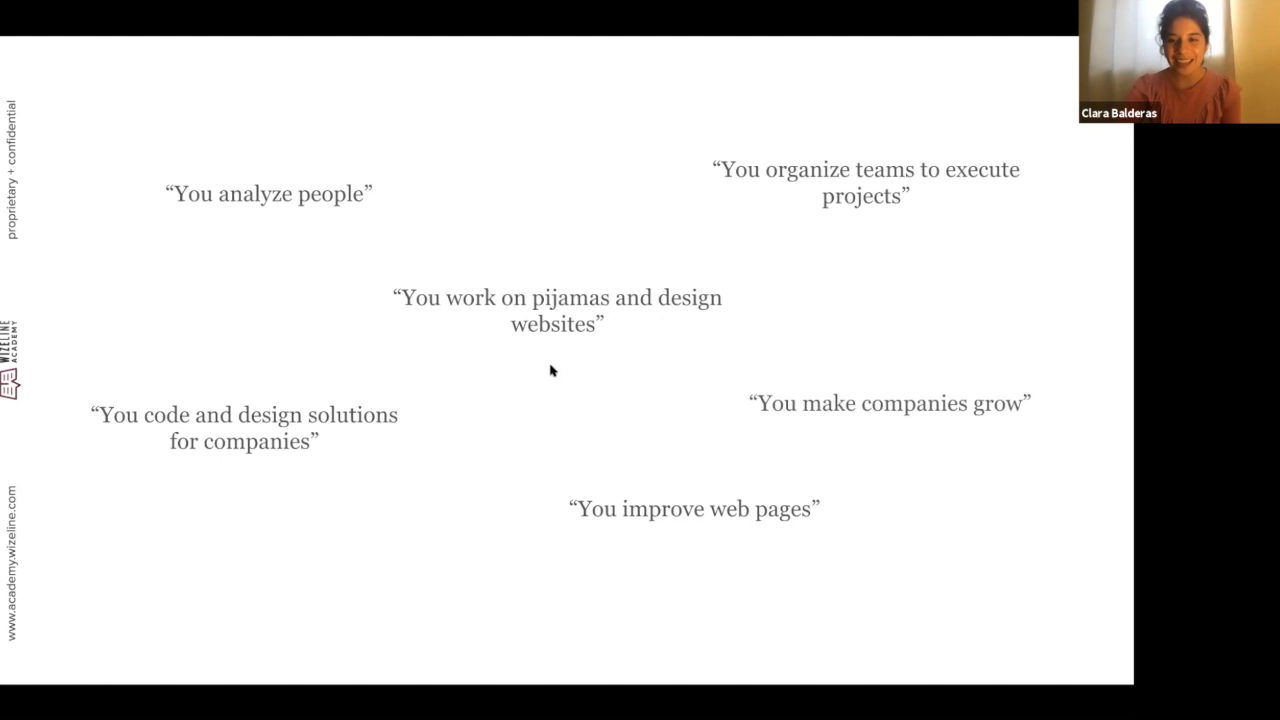 Clara Balderas
proprietary + confidential
WIZELINE
ACADEMY
www.academy.wizeline.com
“You analyze people”
“You organize teams to execute
projects”
“You work on pijamas and design
websites”
“You code and design solutions
for companies”
“You make companies grow”
“You improve web pages”